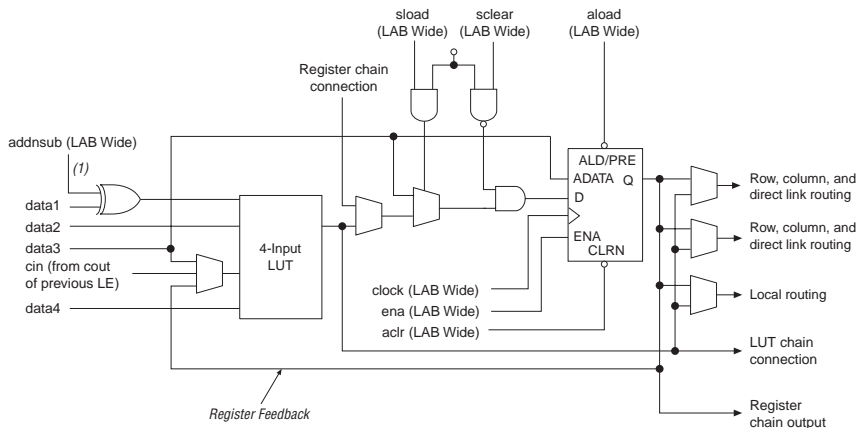 sload
(LAB Wide)
sclear
(LAB Wide)
aload
(LAB Wide)
Register chain
connection
addnsub (LAB Wide)
(1)
data1
data2
data3
cin (from cout
of previous LE)
data4
4-Input
LUT
ALD/PRE
ADATA Q
D
ENA
CLRN
clock (LAB Wide)
ena (LAB Wide)
aclr (LAB Wide)
Row, column, and
direct link routing
Row, column, and
direct link routing
Local routing
LUT chain
connection
Register
chain output
Register Feedback